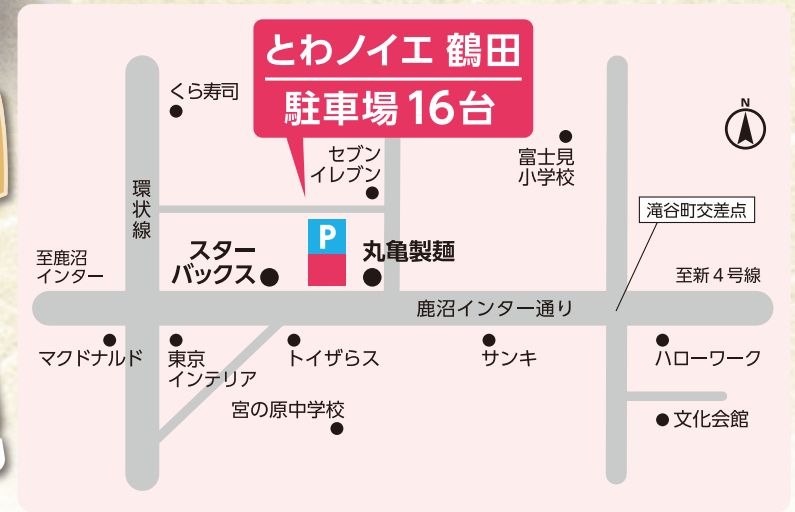 とわノイエ 鶴田
駐車場16台
くら寿司
セブン
イレブン
富士見
小学校
N
環状線
滝谷町交差点
至鹿沼
インター
スター
バックス
P
丸亀製麺
至新4号線
鹿沼インター通り
マクドナルド
東京
インテリア
トイザらス
サンキ
ハローワーク
宮の原中学校
文化会館